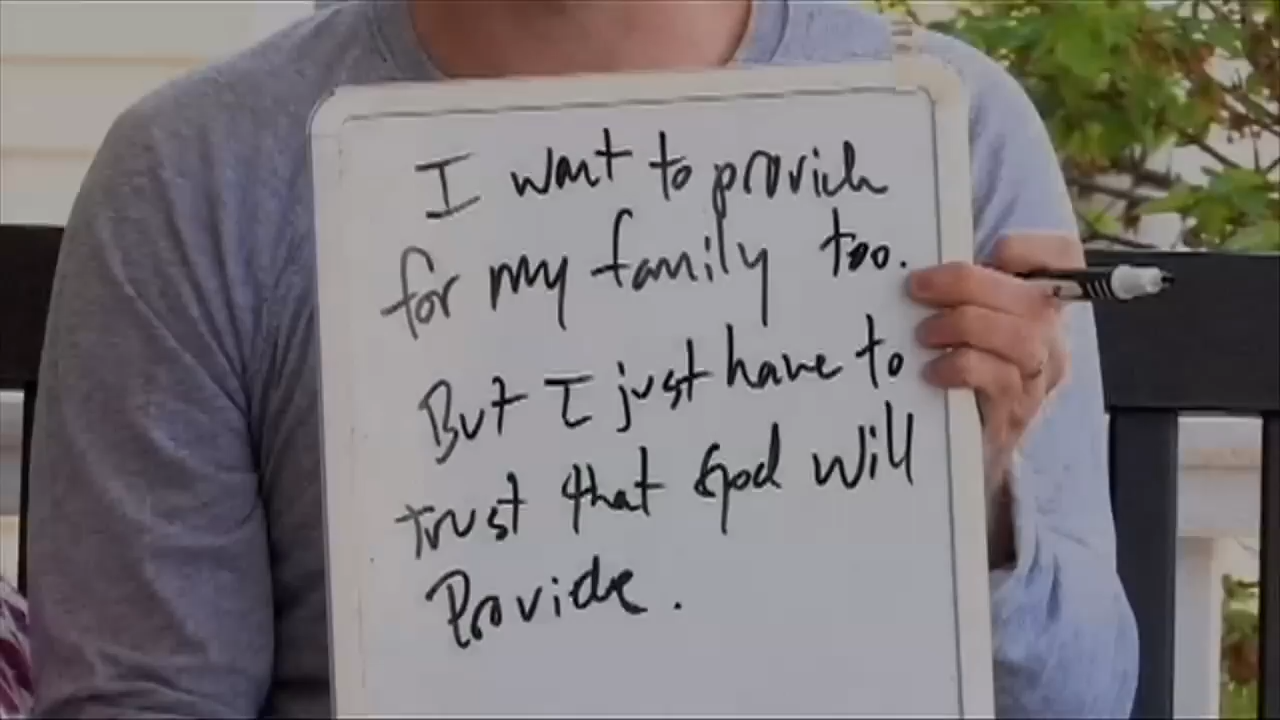 I want to provide
for my family too.
But I just have to
trust that God will
Provide.